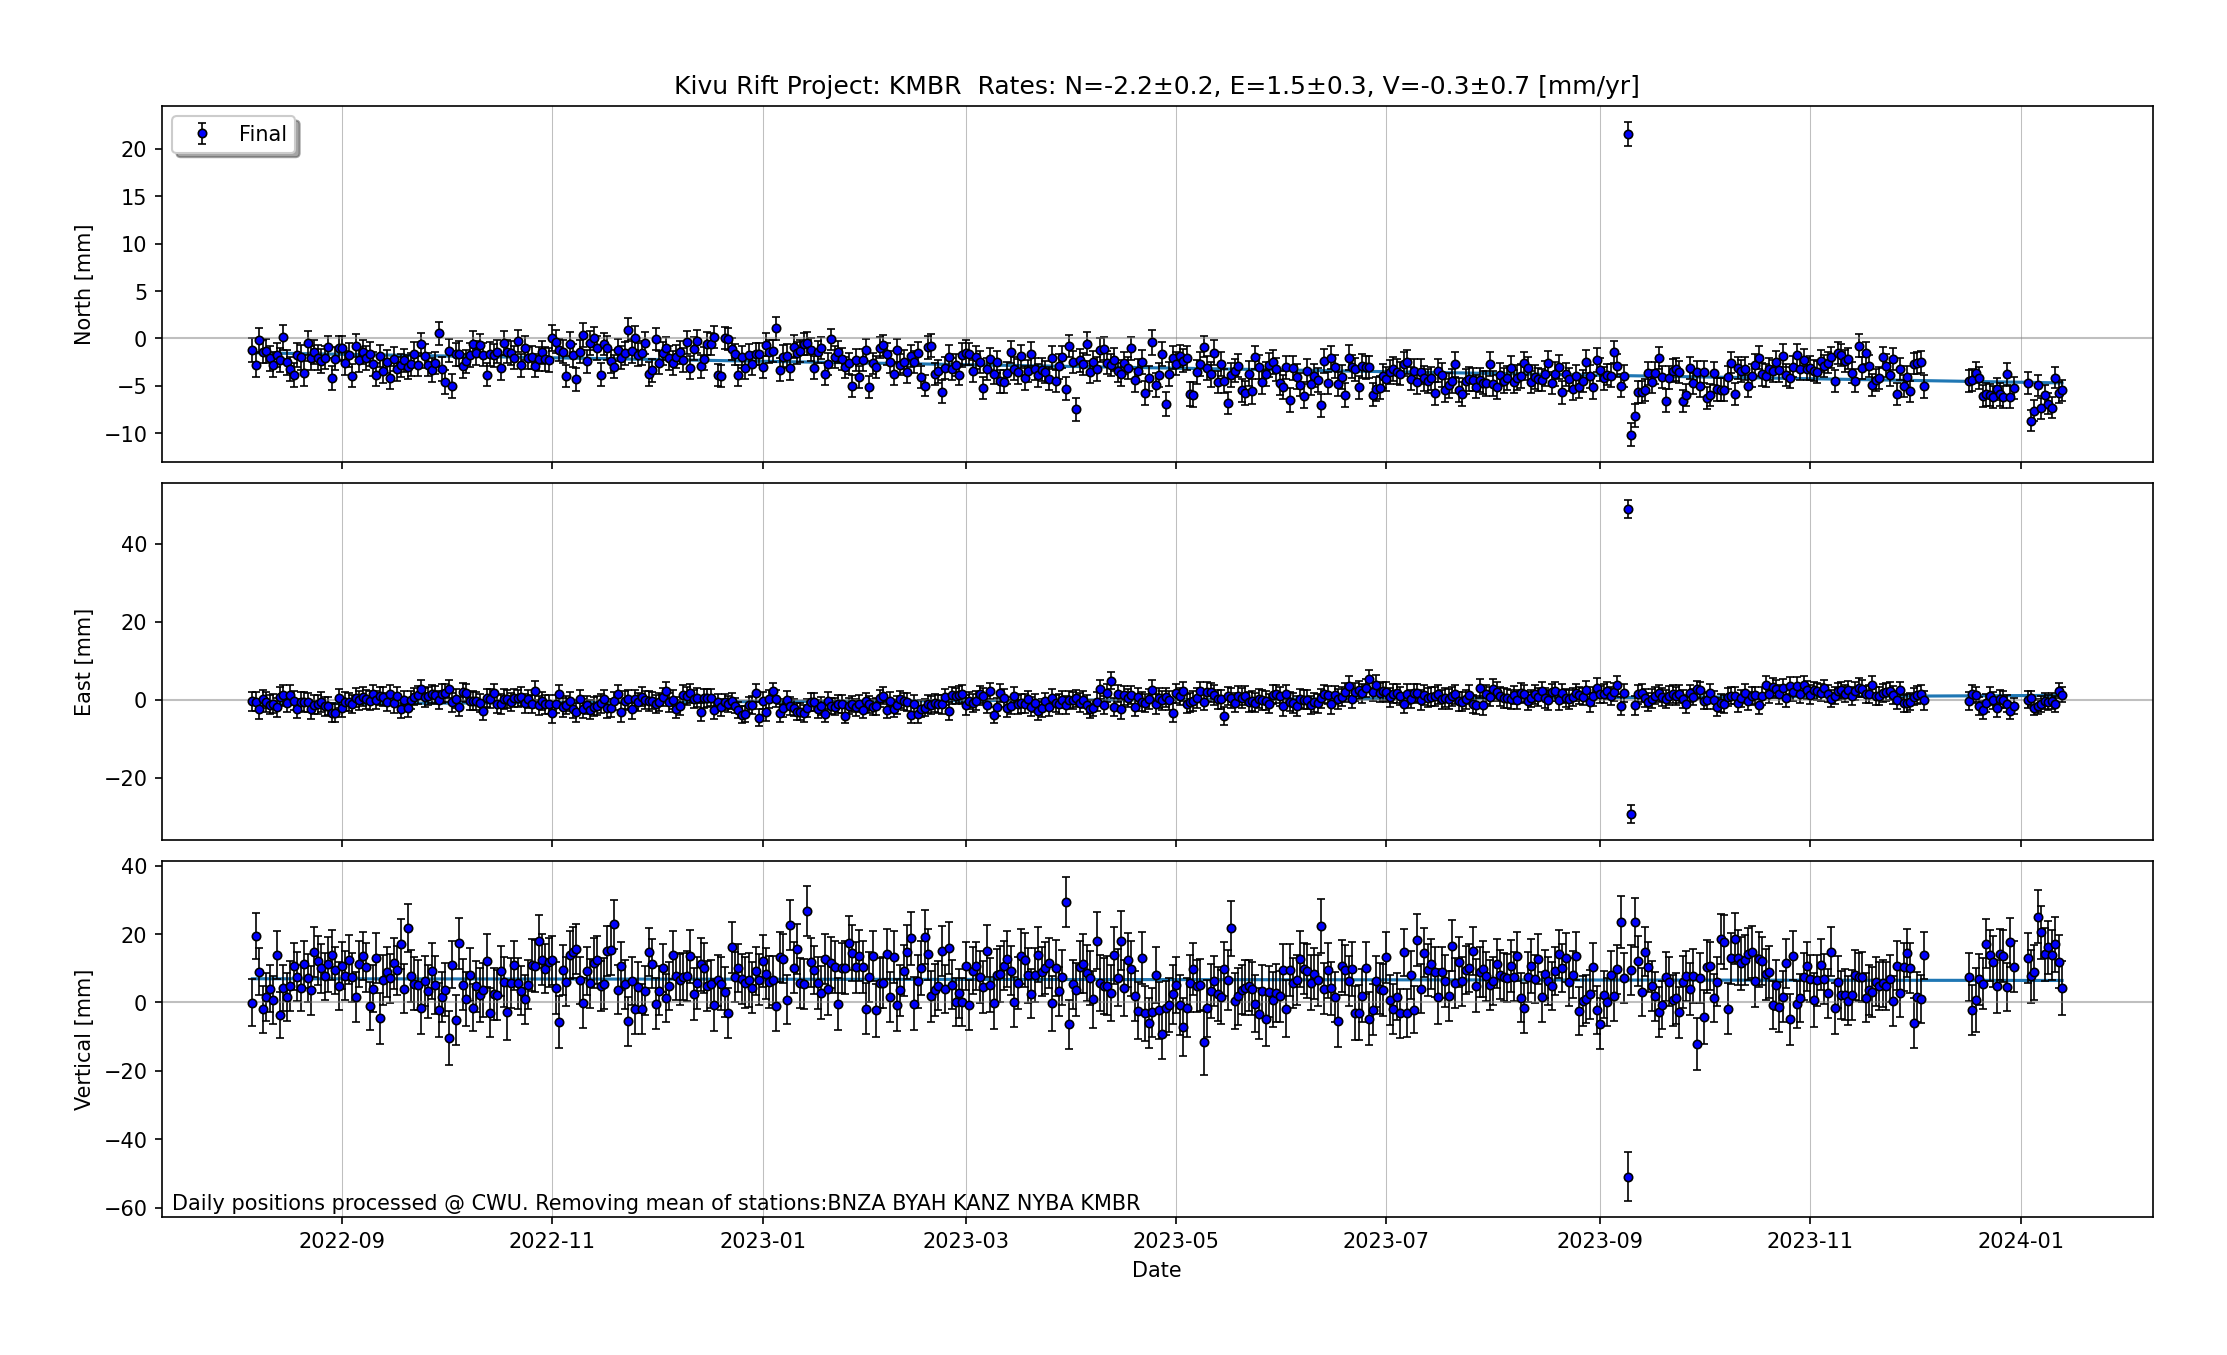 Kivu Rift Project: KMBR  Rates: N=-2.2±0.2, E=1.5±0.3, V=-0.3±0.7 [mm/yr]
Final
North [mm]
20
15
10
5
0
−5
−10
East [mm]
40
20
0
−20
Vertical [mm]
40
20
0
−20
−40
−60
Daily positions processed @ CWU. Removing mean of stations:BNZA BYAH KANZ NYBA KMBR
2022-09 2022-11 2023-01 2023-03 2023-05 2023-07 2023-09 2023-11 2024-01
Date